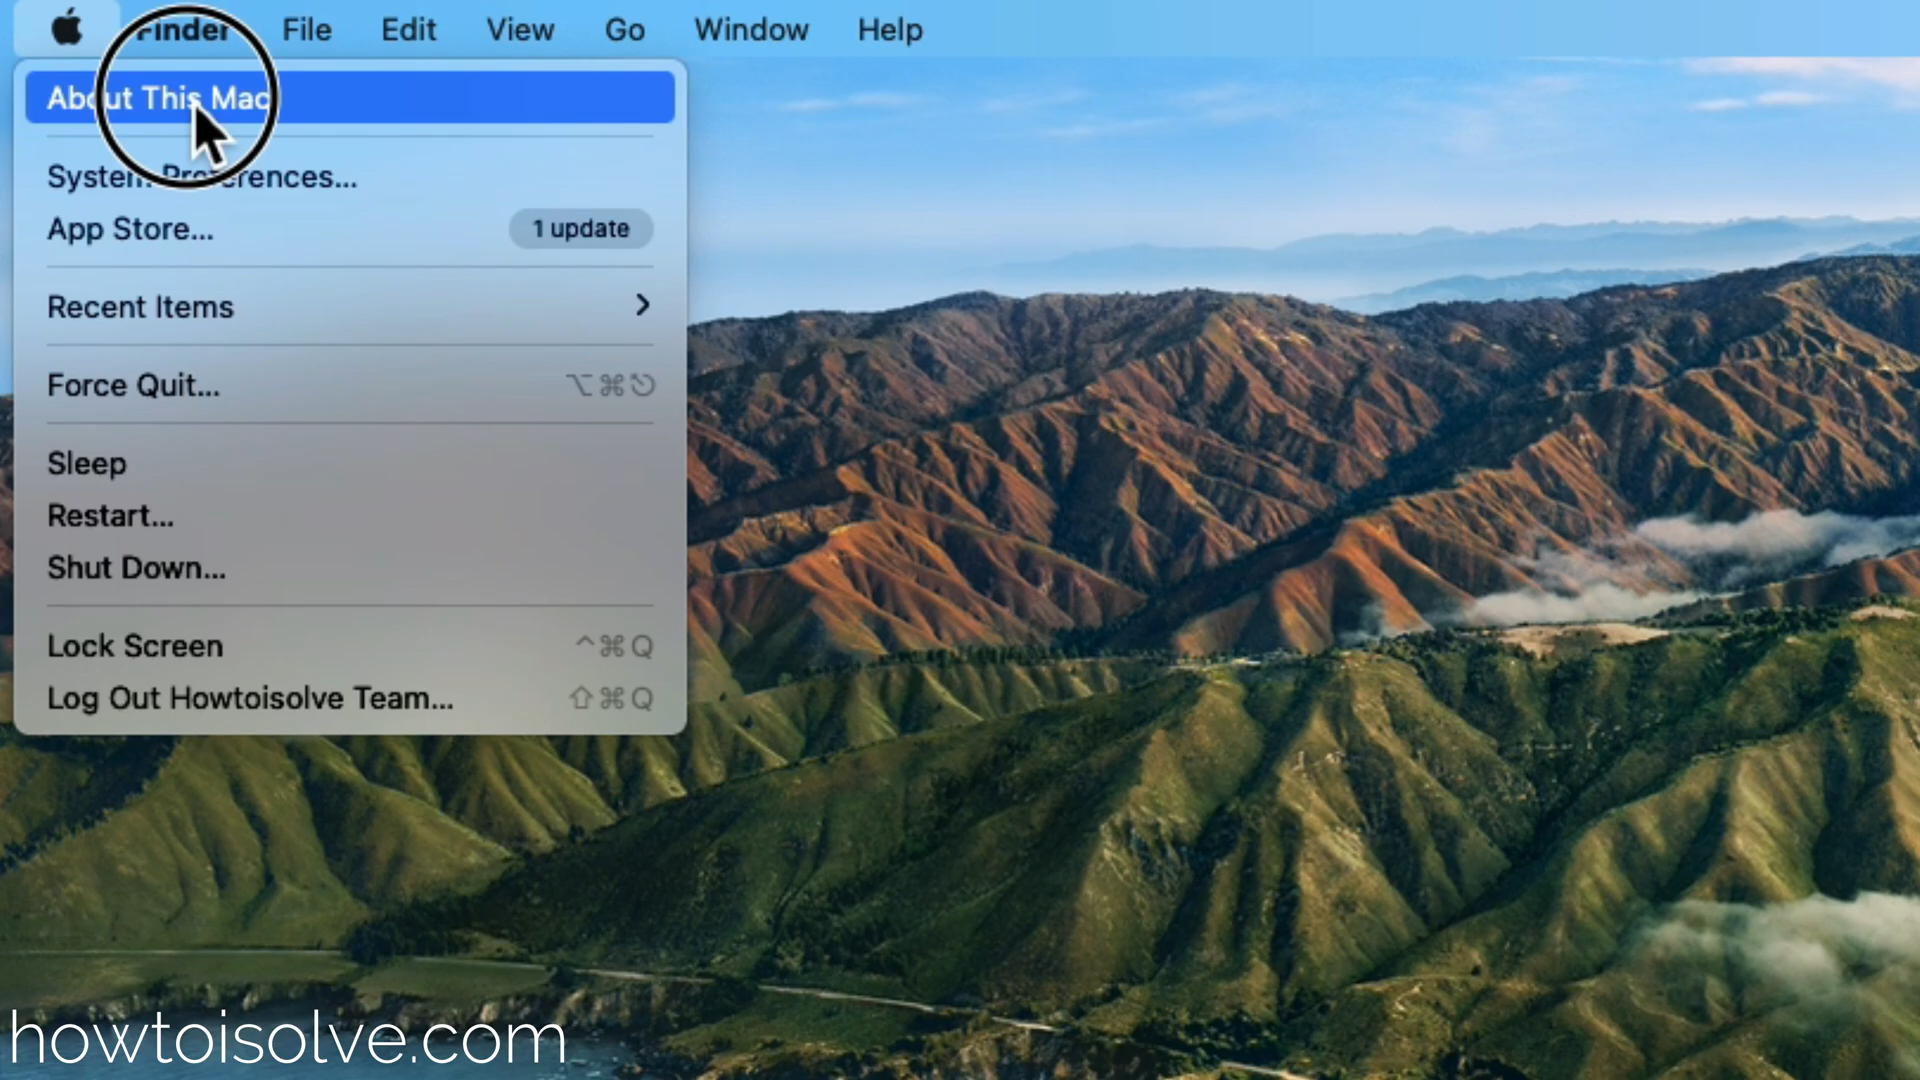 Finder File Edit View Go Window Help
About This Mac
System Preferences...
App Store... 1 update
Recent Items
Force Quit... ⌥⌘⎋
Sleep
Restart...
Shut Down...
Lock Screen ^⌘Q
Log Out Howtoisolve Team... ⇧⌘Q
howtoisolve.com